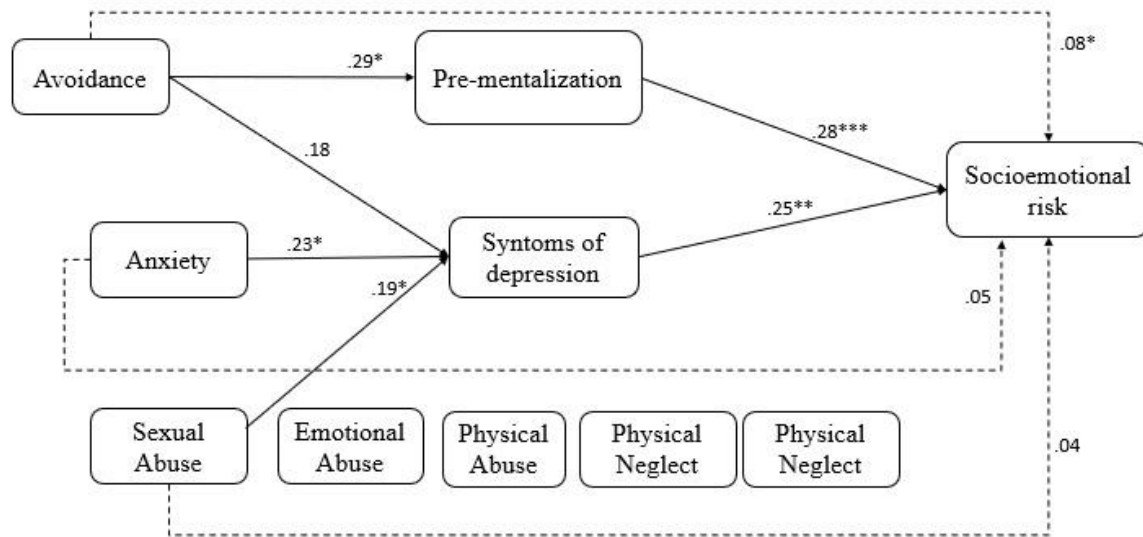 .08*
Avoidance
.29*
Pre-mentalization
.28***
.18
Socioemotional
risk
.25**
Anxiety
.23*
Syntoms of
depression
.19*
.05
Sexual
Abuse
Emotional
Abuse
Physical
Abuse
Physical
Neglect
Physical
Neglect
.04